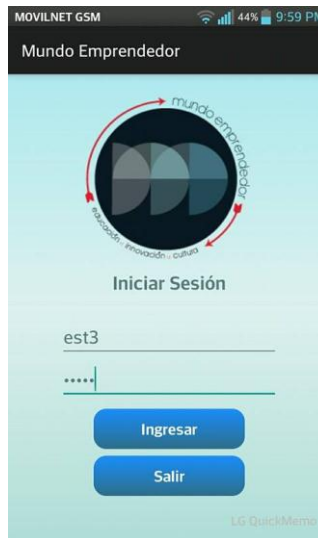 MOVILNET GSM 44% 9:59 PM
Mundo Emprendedor
mundo emprendedor
educación - innovación - cultura
Iniciar Sesión
est3
•••••
Ingresar
Salir
LG QuickMemo